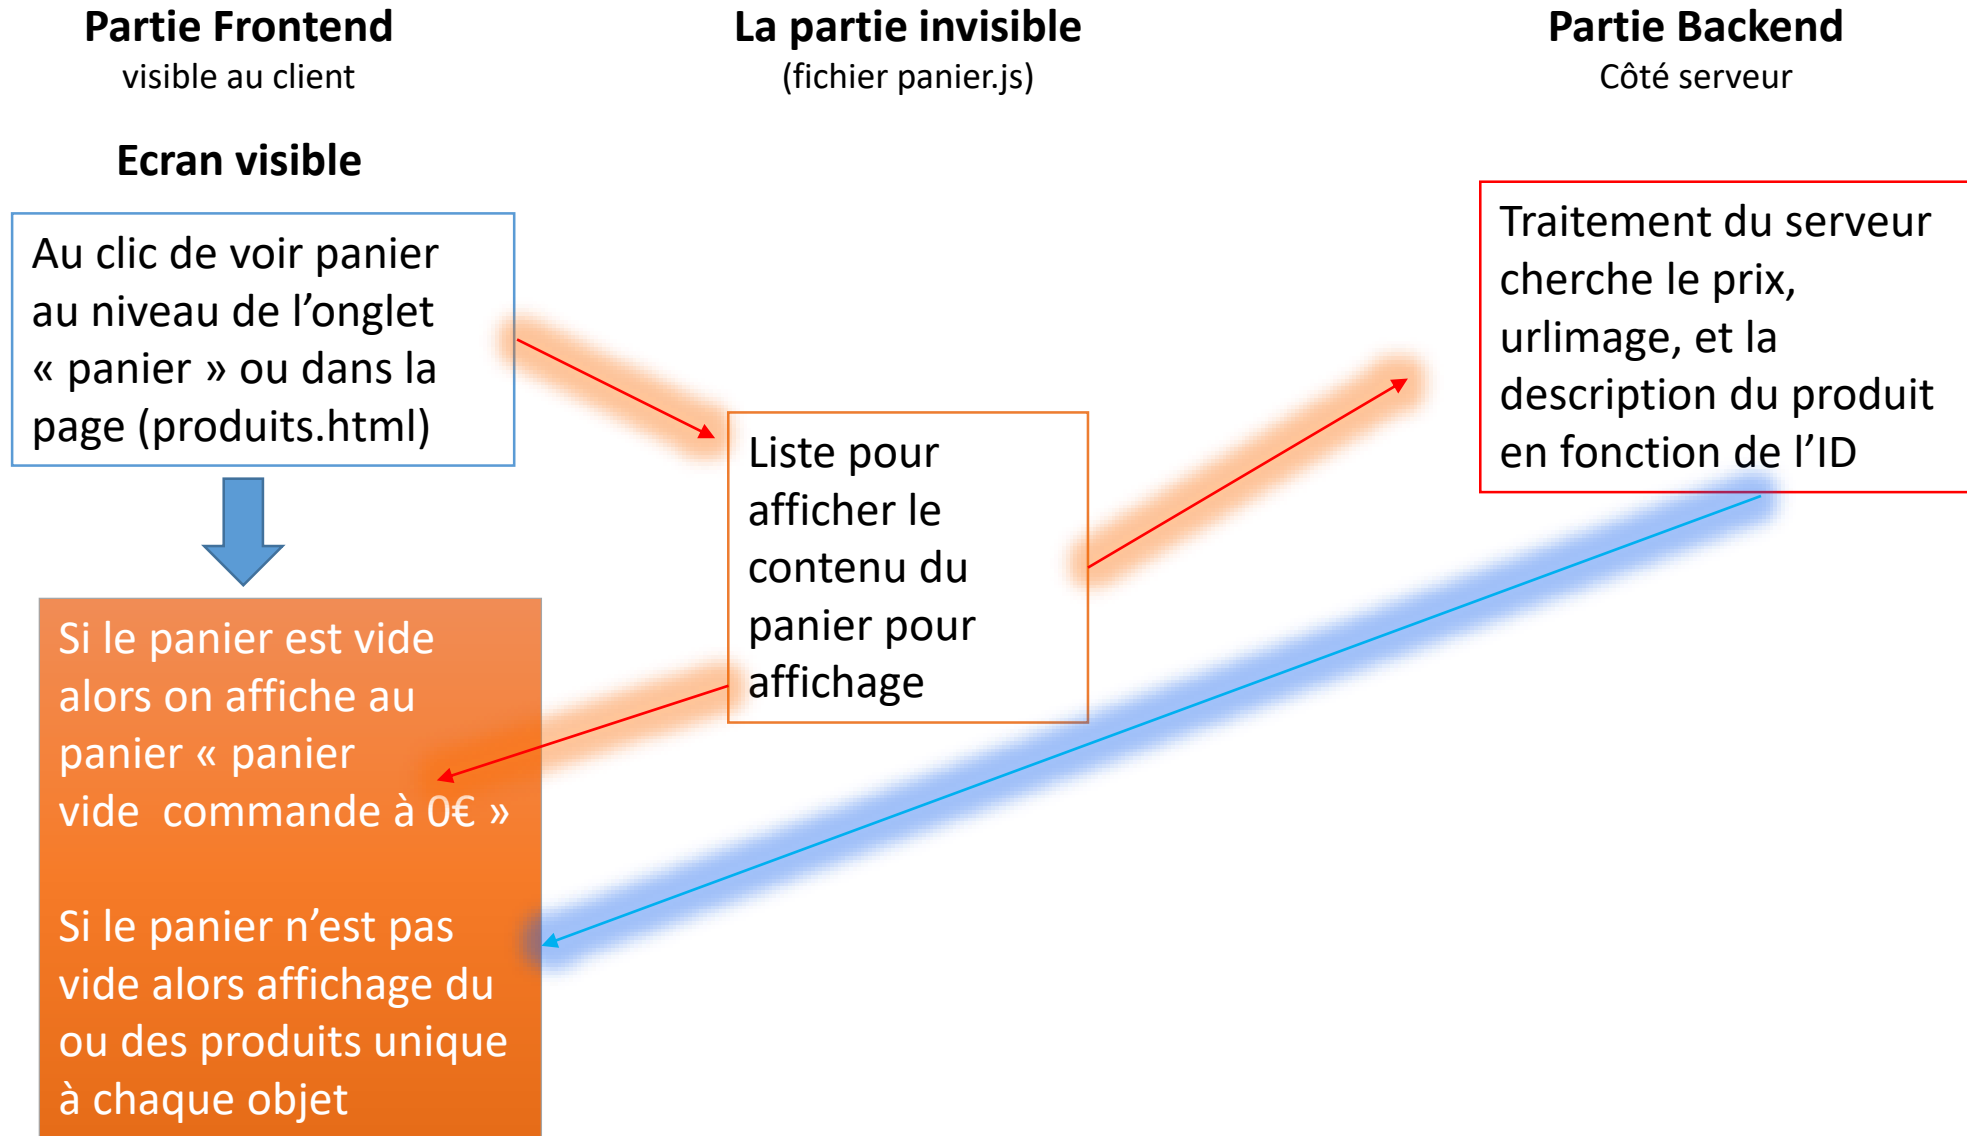 Partie Frontend
visible au client
La partie invisible
(fichier panier.js)
Partie Backend
Côté serveur
Ecran visible
Au clic de voir panier
au niveau de l’onglet
« panier » ou dans la
page (produits.html)
Traitement du serveur
cherche le prix,
urlimage, et la
description du produit
en fonction de l’ID
Liste pour
afficher le
contenu du
panier pour
affichage
Si le panier est vide
alors on affiche au
panier « panier
vide  commande à 0€ »
Si le panier n’est pas
vide alors affichage du
ou des produits unique
à chaque objet